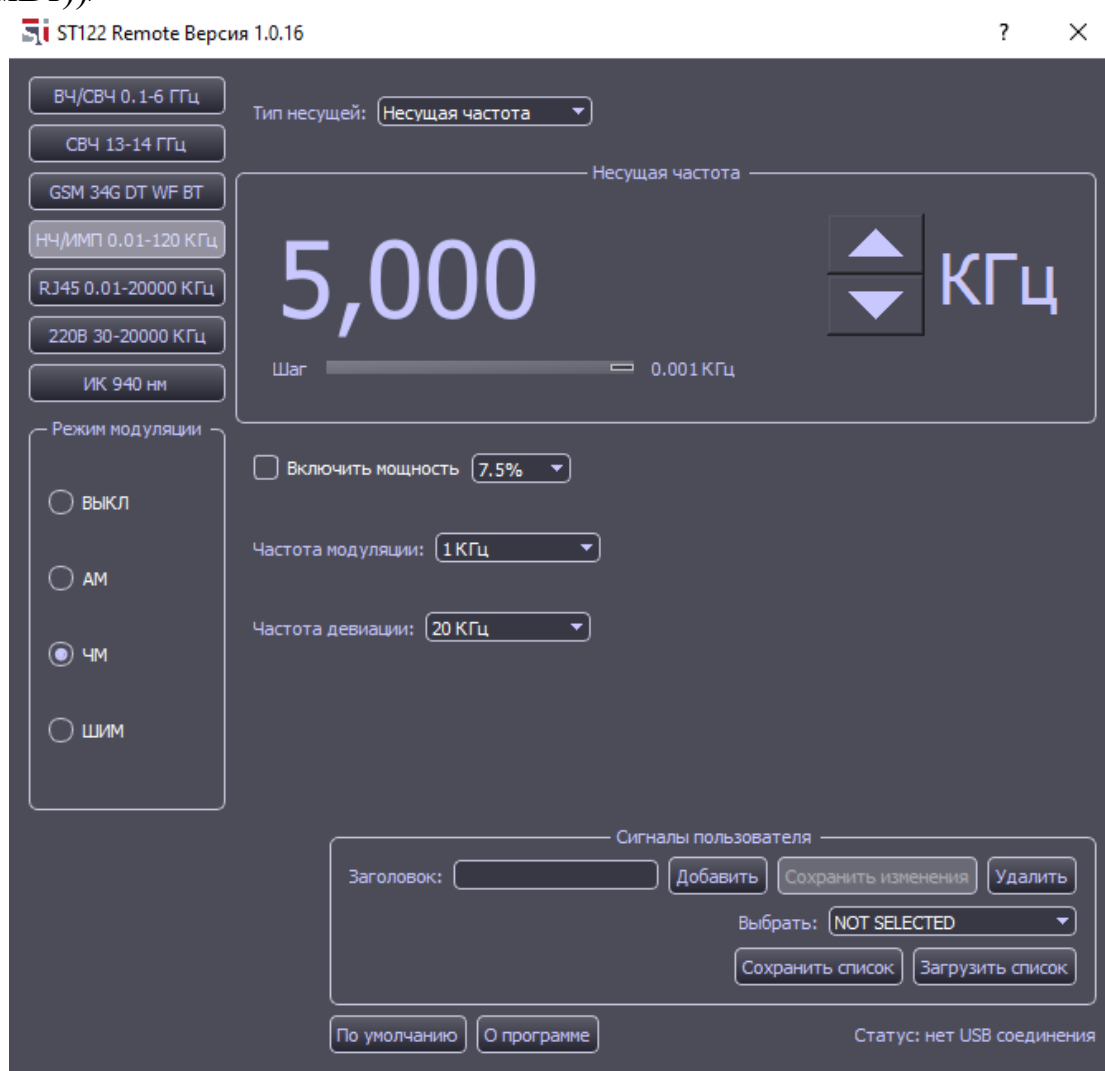 ST122 Remote Версия 1.0.16
?
ВЧ/СВЧ 0.1-6 ГГц
СВЧ 13-14 ГГц
GSM 34G DT WF BT
НЧ/ИМП 0.01-120 КГц
RJ45 0.01-20000 КГц
220В 30-20000 КГц
ИК 940 нм
Режим модуляции
ВЫКЛ
АМ
ЧМ
ШИМ
Тип несущей: Несущая частота
Несущая частота
5,000 КГц
Шаг 0.001 КГц
Включить мощность 7.5%
Частота модуляции: 1 КГц
Частота девиации: 20 КГц
Сигналы пользователя
Заголовок: Добавить Сохранить изменения Удалить
Выбрать: NOT SELECTED
Сохранить список Загрузить список
По умолчанию О программе Статус: нет USB соединения